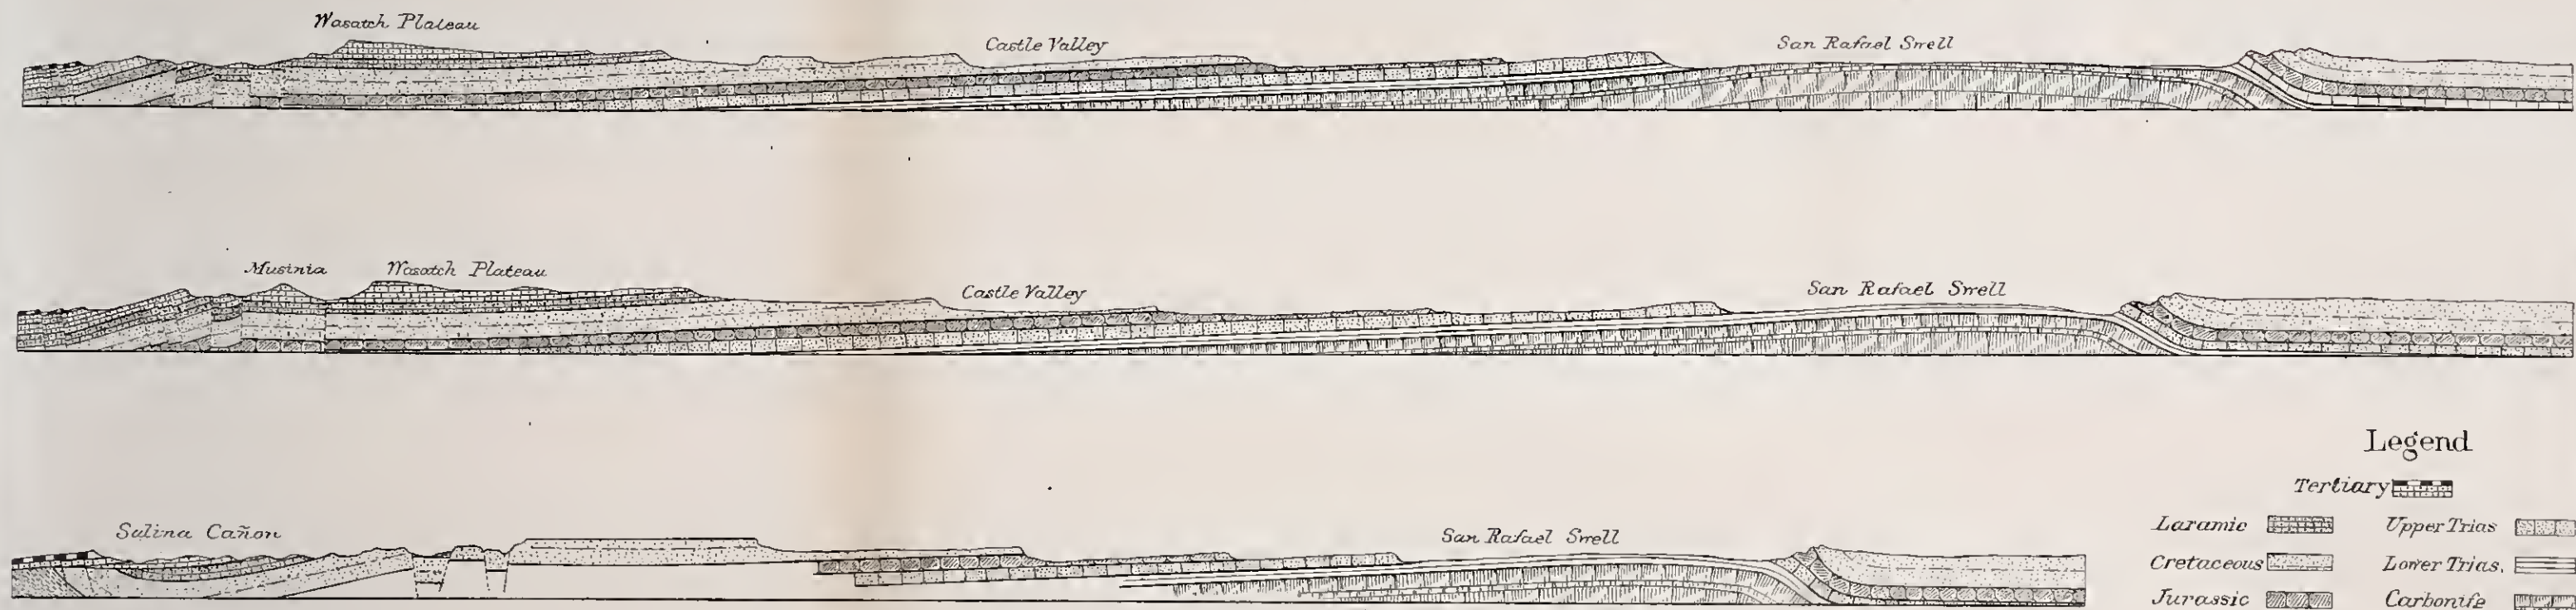 Wasatch Plateau
Castle Valley
San Rafael Swell
Musinia
Wasatch Plateau
Castle Valley
San Rafael Swell
Salina Cañon
San Rafael Swell
Legend
Tertiary
Laramic
Upper Trias
Cretaceous
Lower Trias.
Jurassic
Carbonife